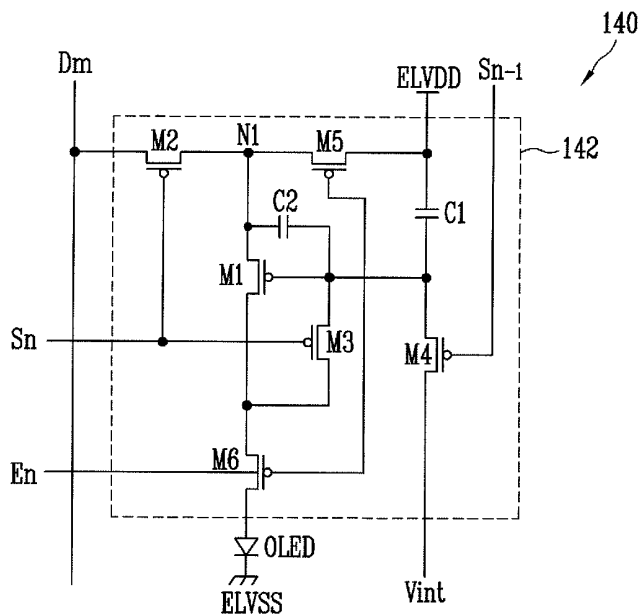 140
Dm
ELVDD
Sn-1
M2
N1
M5
142
C2
C1
M1
Sn
M3
M4
En
M6
OLED
ELVSS
Vint